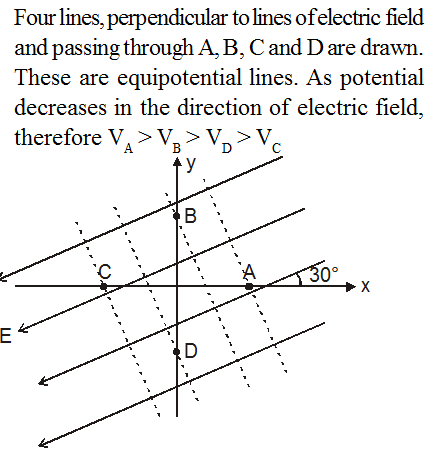 Four lines, perpendicular to lines of electric field
and passing through A, B, C and D are drawn.
These are equipotential lines. As potential
decreases in the direction of electric field,
therefore V_A > V_B > V_D > V_C
y
B
C
A
30°
x
E
D